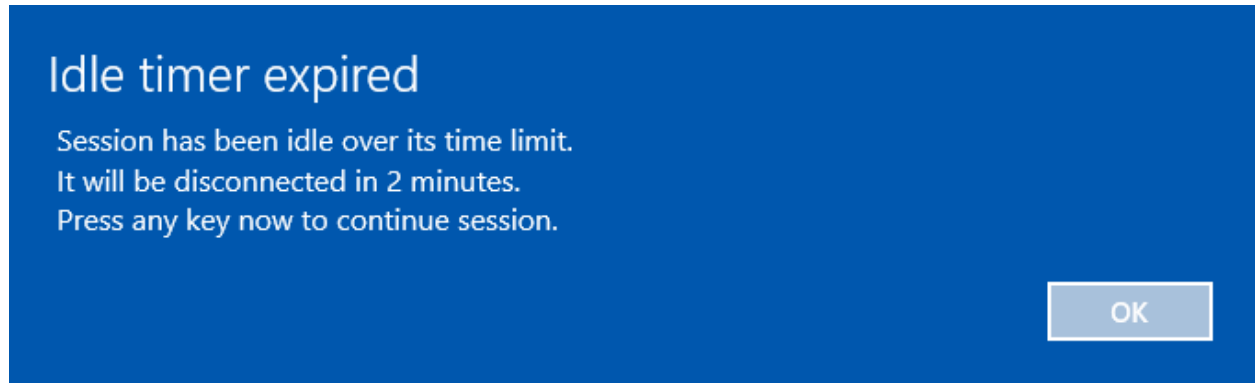 Idle timer expired
Session has been idle over its time limit.
It will be disconnected in 2 minutes.
Press any key now to continue session.
OK